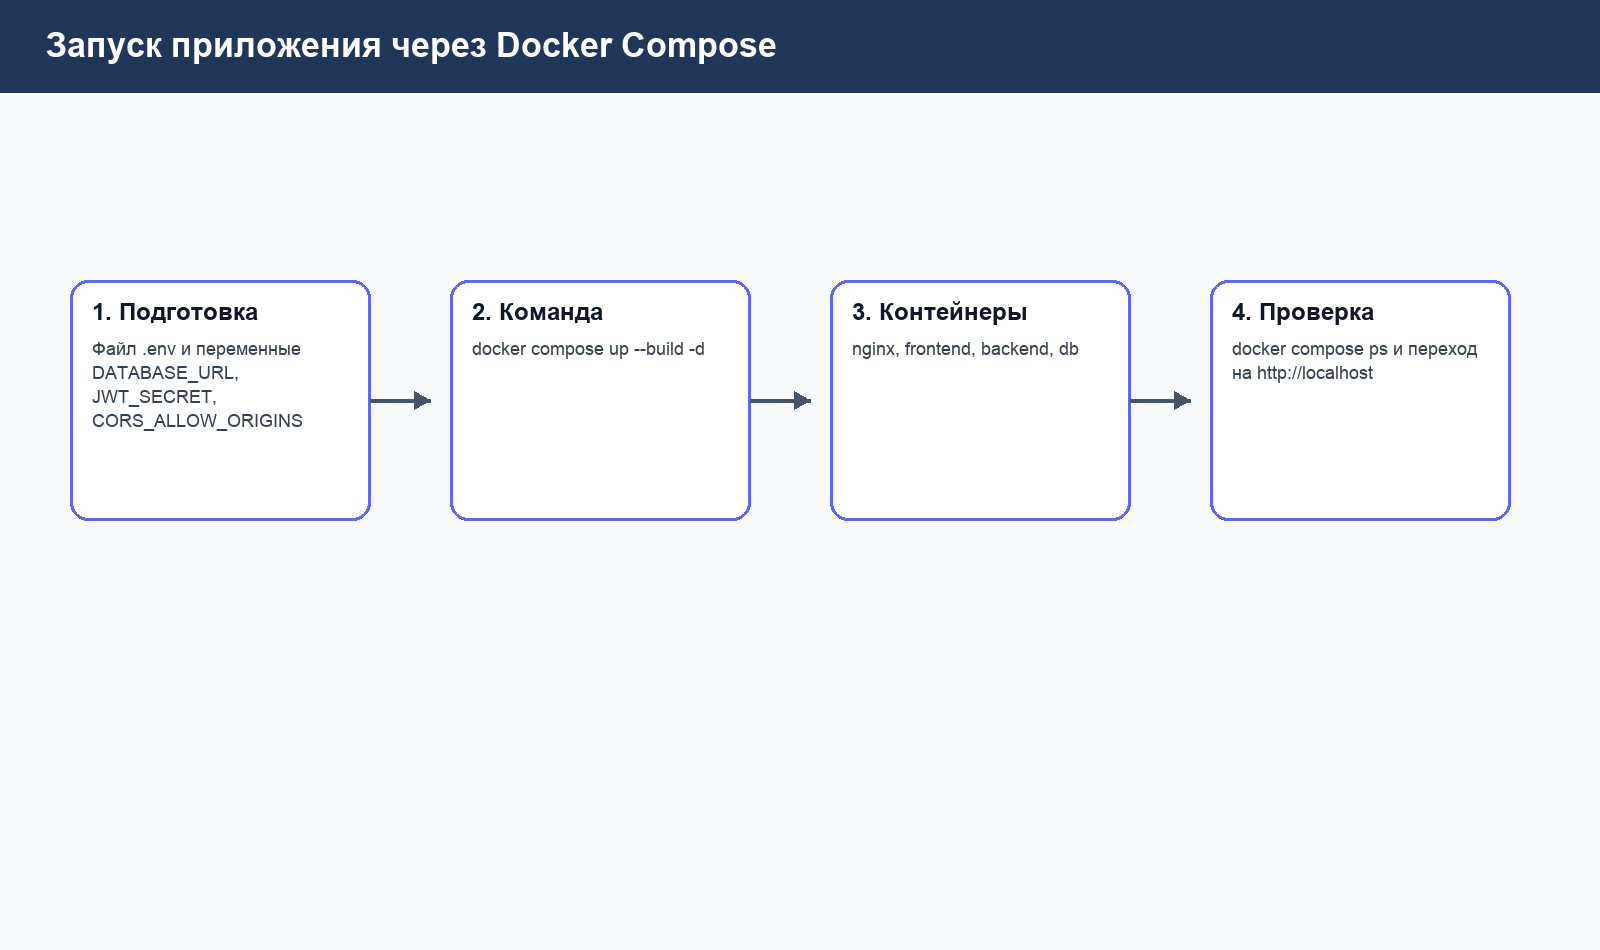 Запуск приложения через Docker Compose
1. Подготовка
Файл .env и переменные
DATABASE_URL,
JWT_SECRET,
CORS_ALLOW_ORIGINS
2. Команда
docker compose up --build -d
3. Контейнеры
nginx, frontend, backend, db
4. Проверка
docker compose ps и переход
на http://localhost